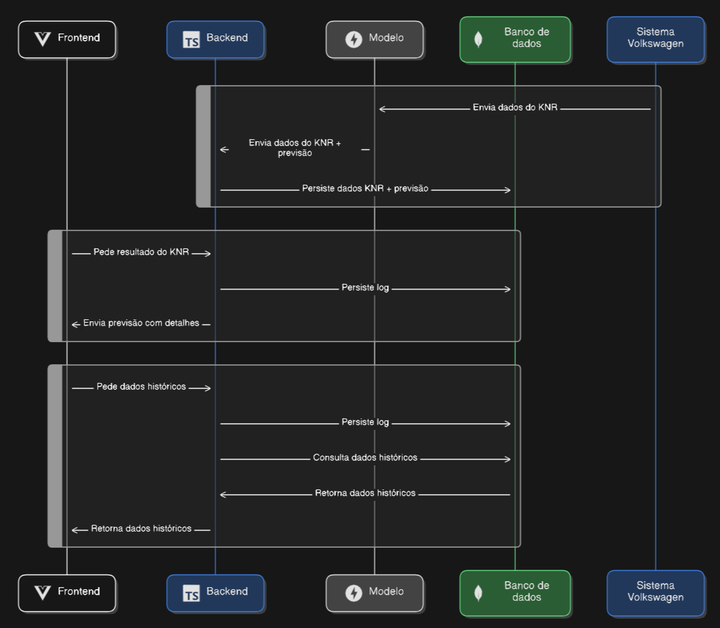 Frontend
TS Backend
Modelo
Banco de
dados
Sistema
Volkswagen
Envia dados do KNR
Envia dados do KNR +
previsão
Persiste dados KNR + previsão
Pede resultado do KNR
Persiste log
Envia previsão com detalhes
Pede dados históricos
Persiste log
Consulta dados históricos
Retorna dados históricos
Retorna dados históricos
Frontend
TS Backend
Modelo
Banco de
dados
Sistema
Volkswagen